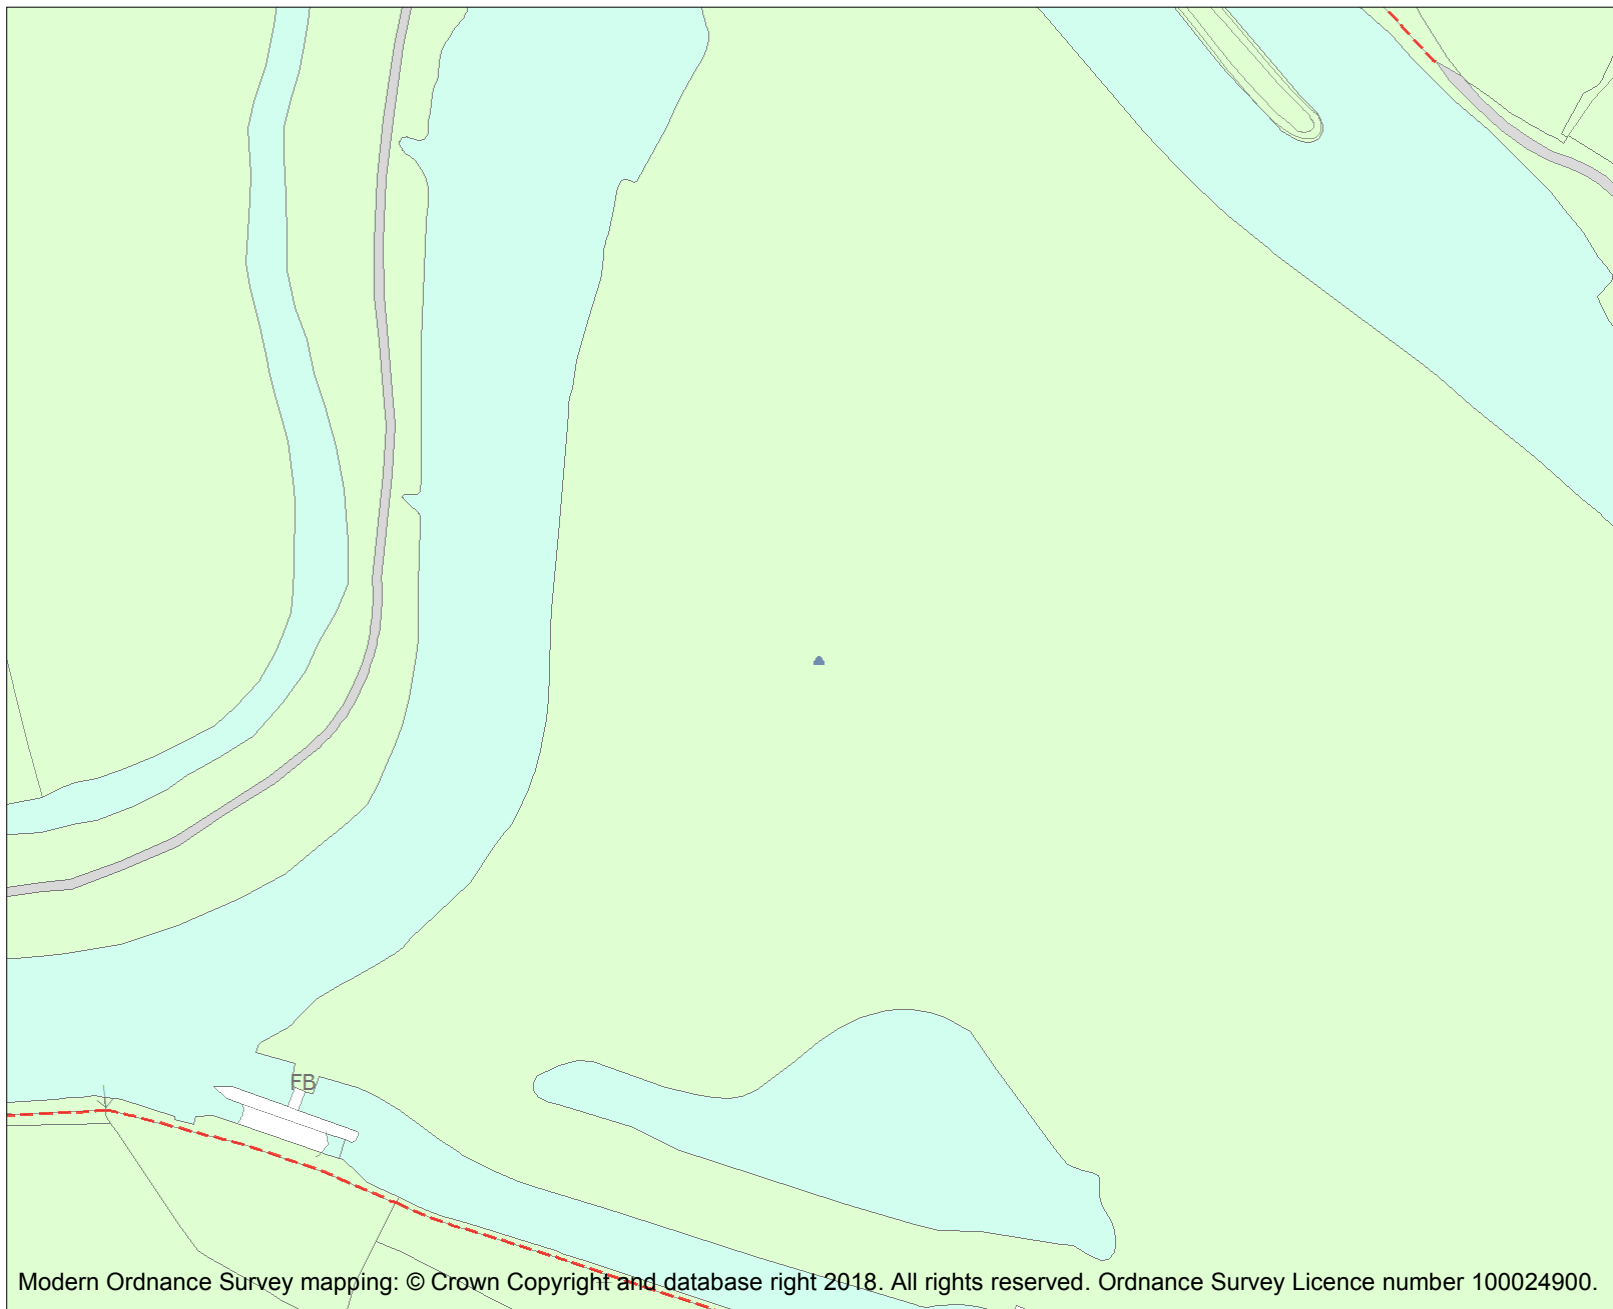 FB
Modern Ordnance Survey mapping: © Crown Copyright and database right 2018. All rights reserved. Ordnance Survey Licence number 100024900.